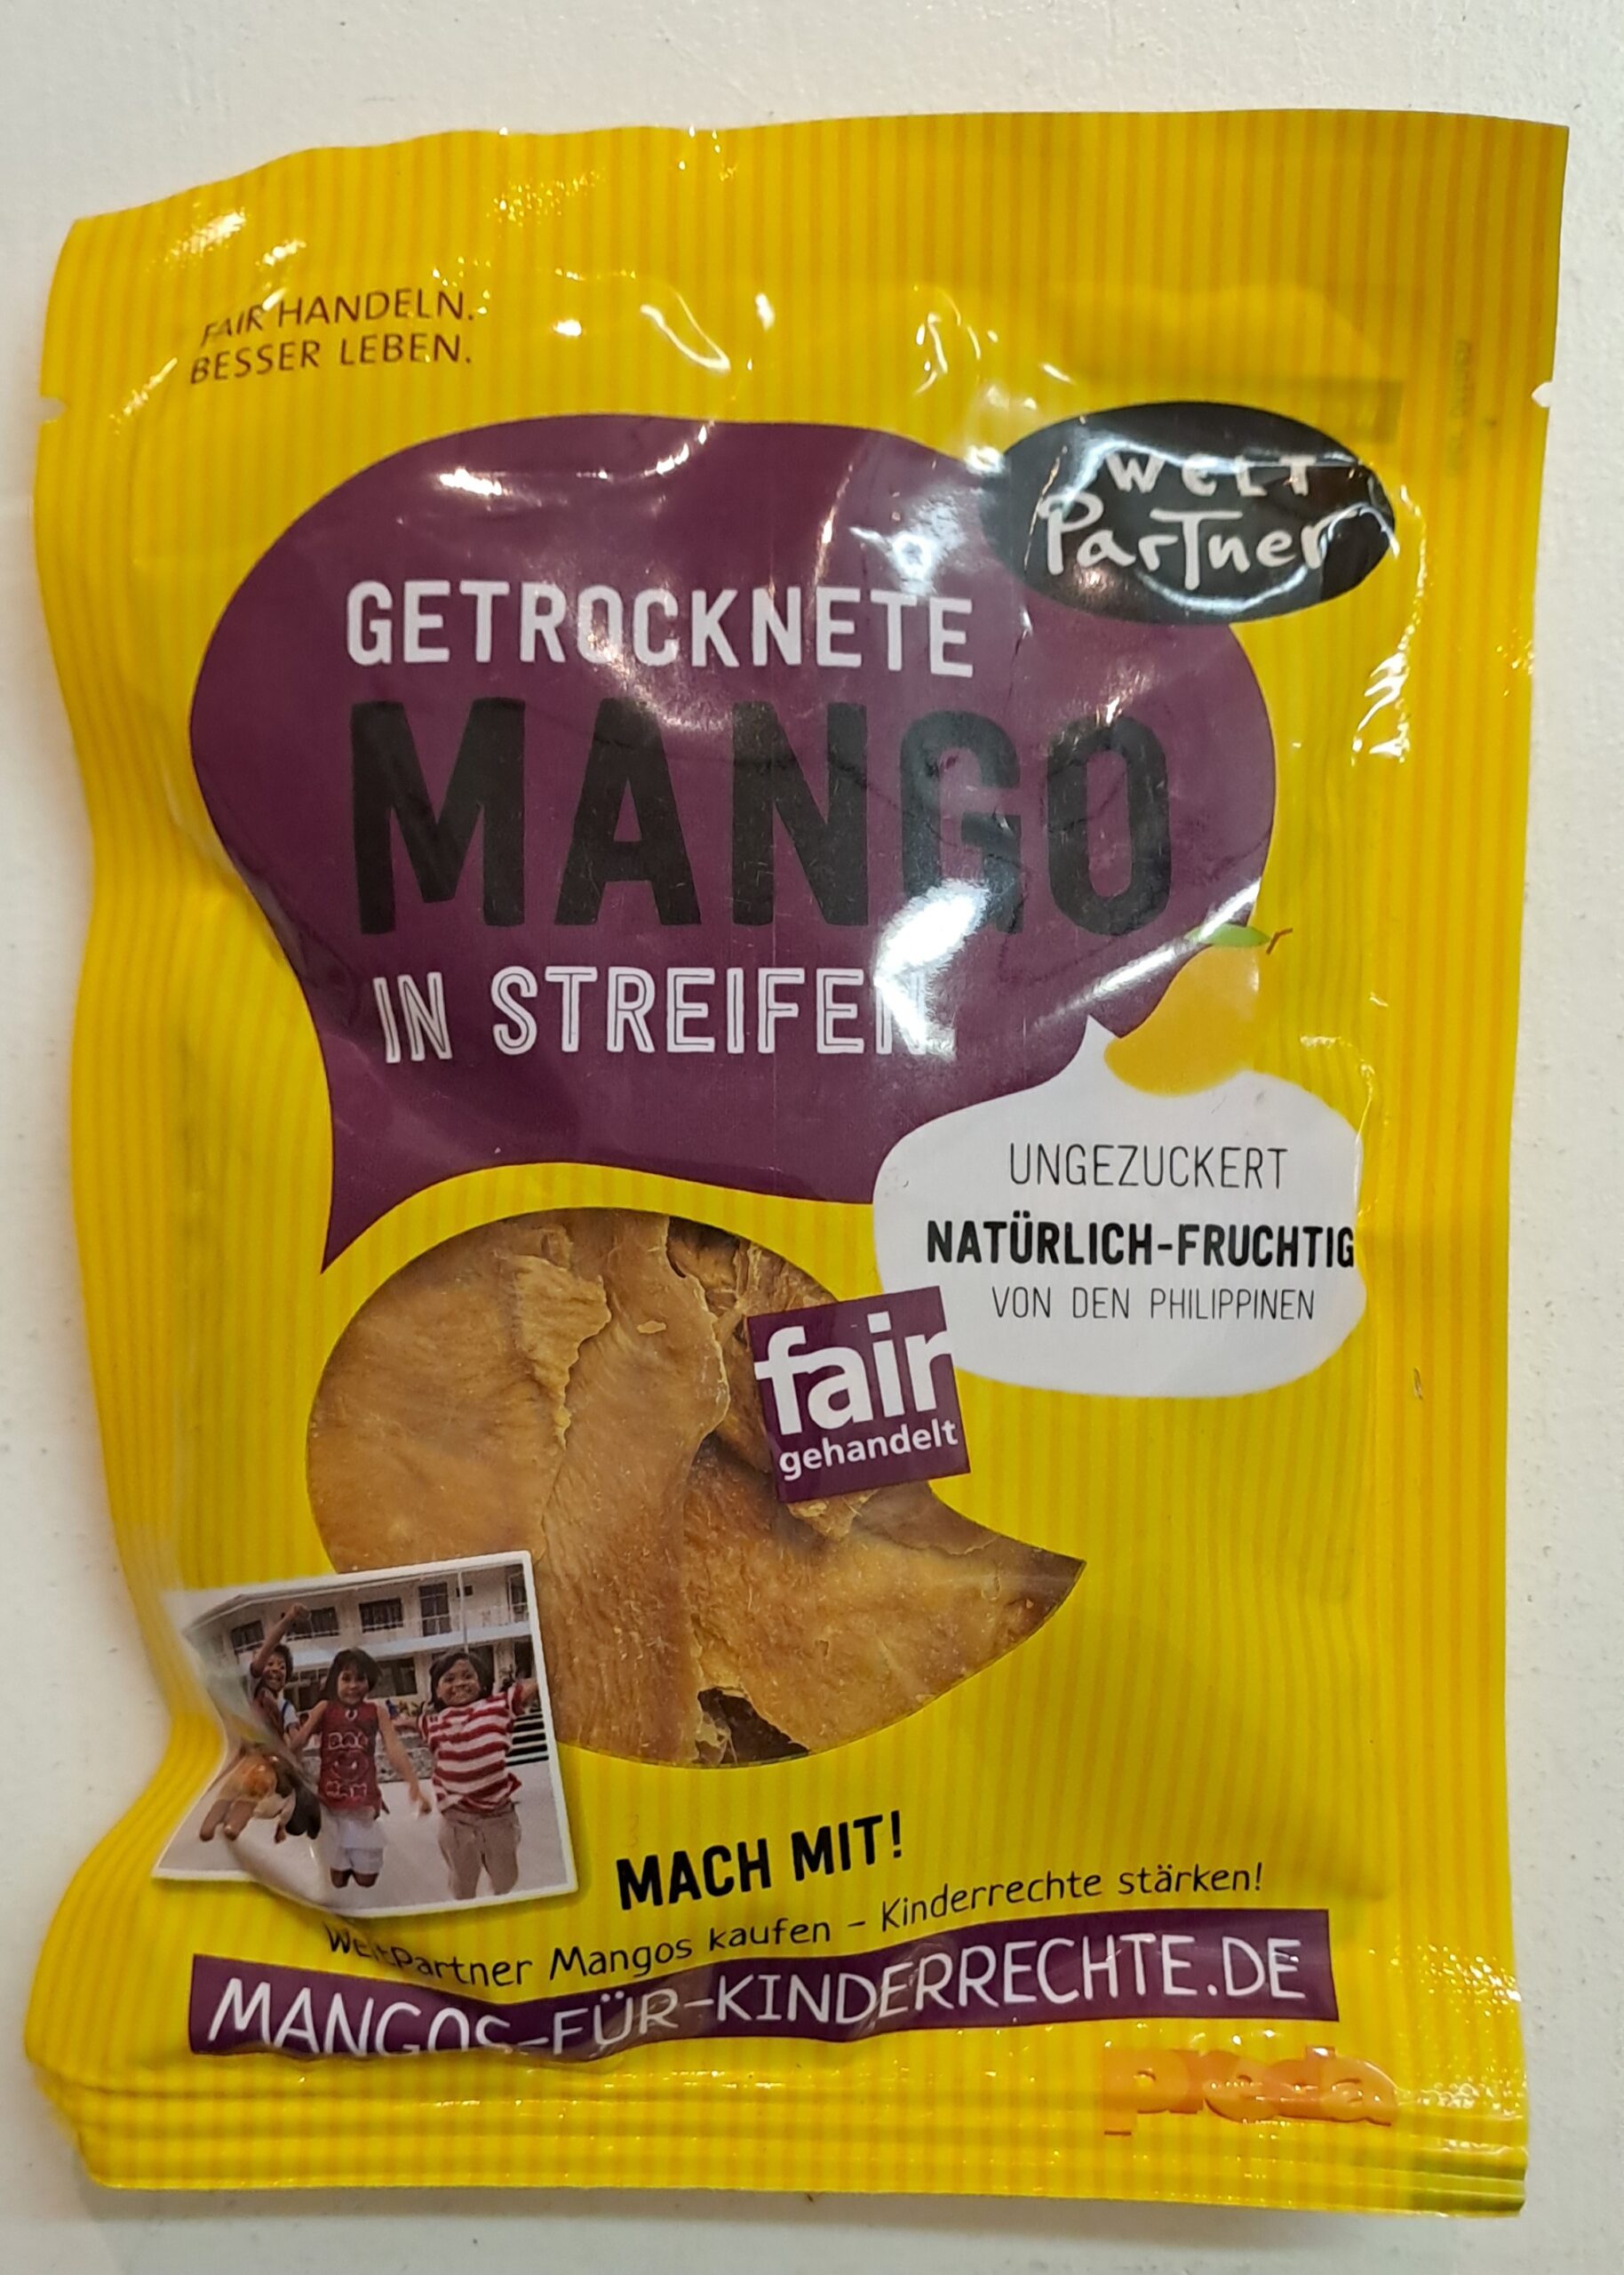 FAIR HANDELN.
BESSER LEBEN.
WELT
PARTner
GETROCKNETE
MANGO
IN STREIFEN
UNGEZUCKERT
NATÜRLICH-FRUCHTIG
VON DEN PHILIPPINEN
fair
gehandelt
MACH MIT!
WeltPartner Mangos kaufen – Kinderrechte stärken!
MANGOS-FÜR-KINDERRECHTE.DE
preda